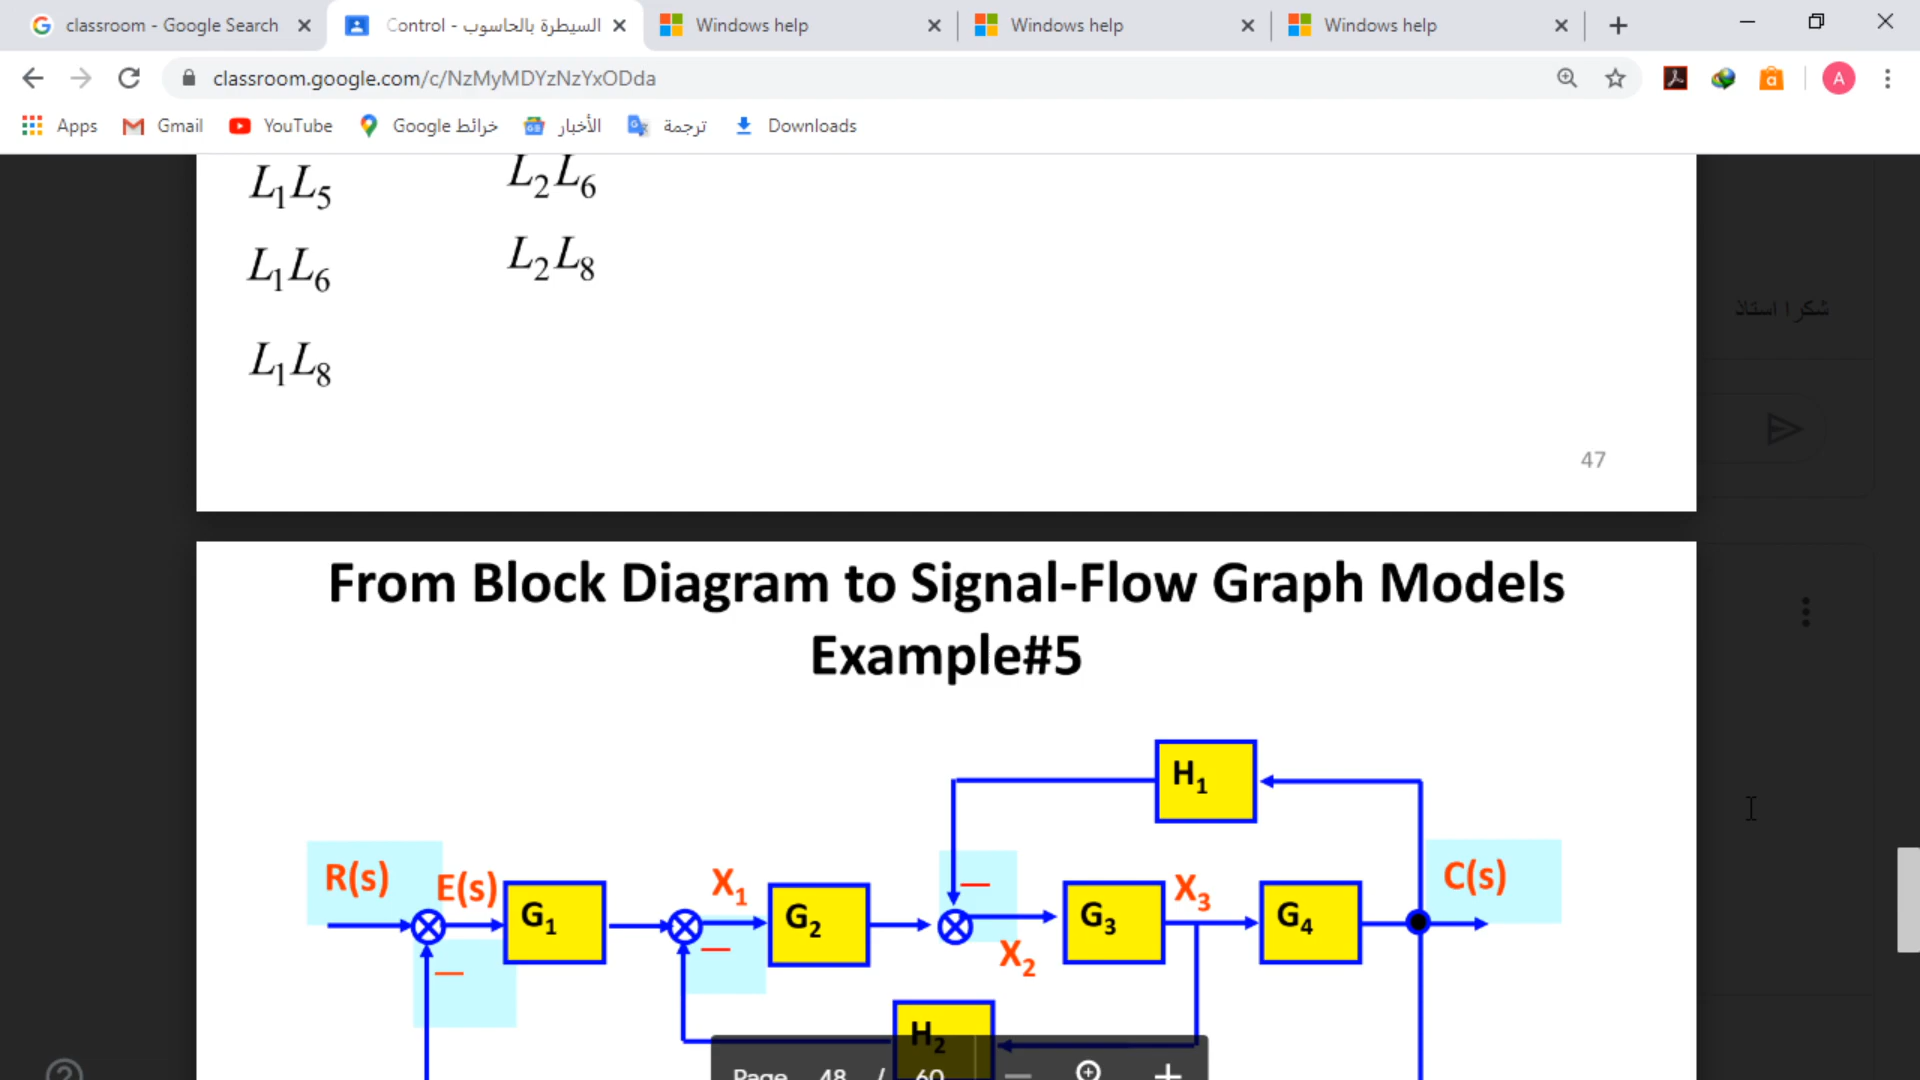 classroom - Google Search
Control - السيطرة بالحاسوب
Windows help
Windows help
Windows help
classroom.google.com/c/NzMyMDYzNzYxODda
A
Apps
Gmail
YouTube
خرائط Google
الأخبار
ترجمة
Downloads
L₁L₅
L₂L₆
L₁L₆
L₂L₈
L₁L₈
شكرا استاذ
47
From Block Diagram to Signal-Flow Graph Models
Example#5
H₁
R(s)
E(s)
G₁
X₁
G₂
—
X₂
G₃
X₃
G₄
C(s)
—
—
H₂
Page 48 / 60